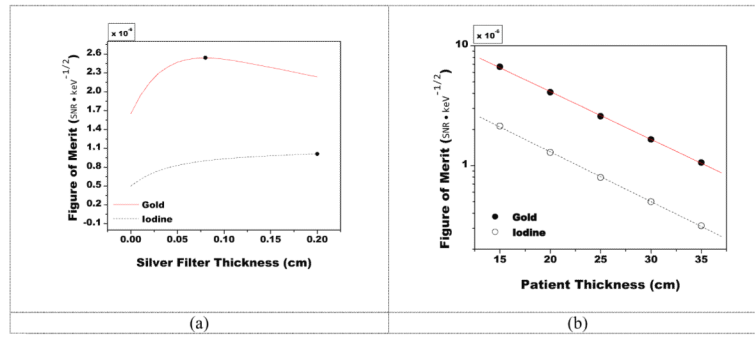 x 10⁻⁶
Figure of Merit (SNR•keV⁻¹/²)
2.6
2.3
2.0
1.7
1.4
1.1
0.8
0.5
0.2
-0.1
Gold
Iodine
0.00 0.05 0.10 0.15 0.20
Silver Filter Thickness (cm)
(a)
x 10⁻⁶
Figure of Merit (SNR•keV⁻¹/²)
10
1
Gold
Iodine
15 20 25 30 35
Patient Thickness (cm)
(b)